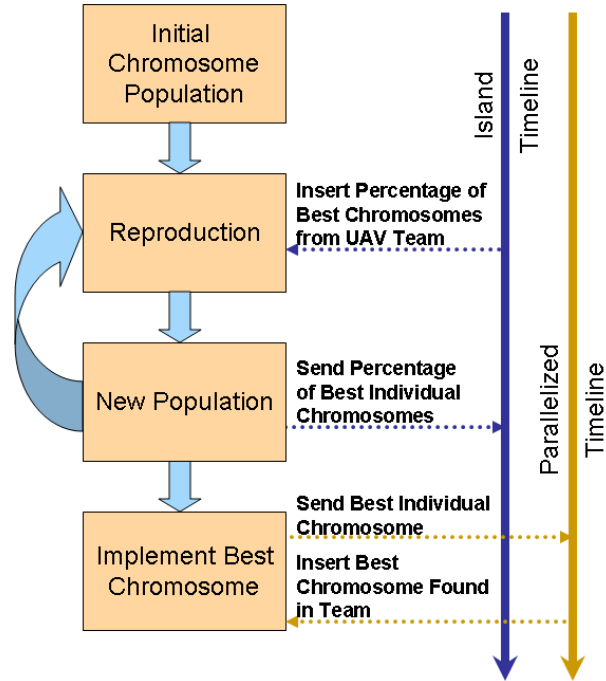 Initial
Chromosome
Population
Island
Timeline
Insert Percentage of
Best Chromosomes
from UAV Team
Reproduction
Send Percentage
of Best Individual
Chromosomes
New Population
Parallelized
Timeline
Send Best Individual
Chromosome
Implement Best
Chromosome
Insert Best
Chromosome Found
in Team